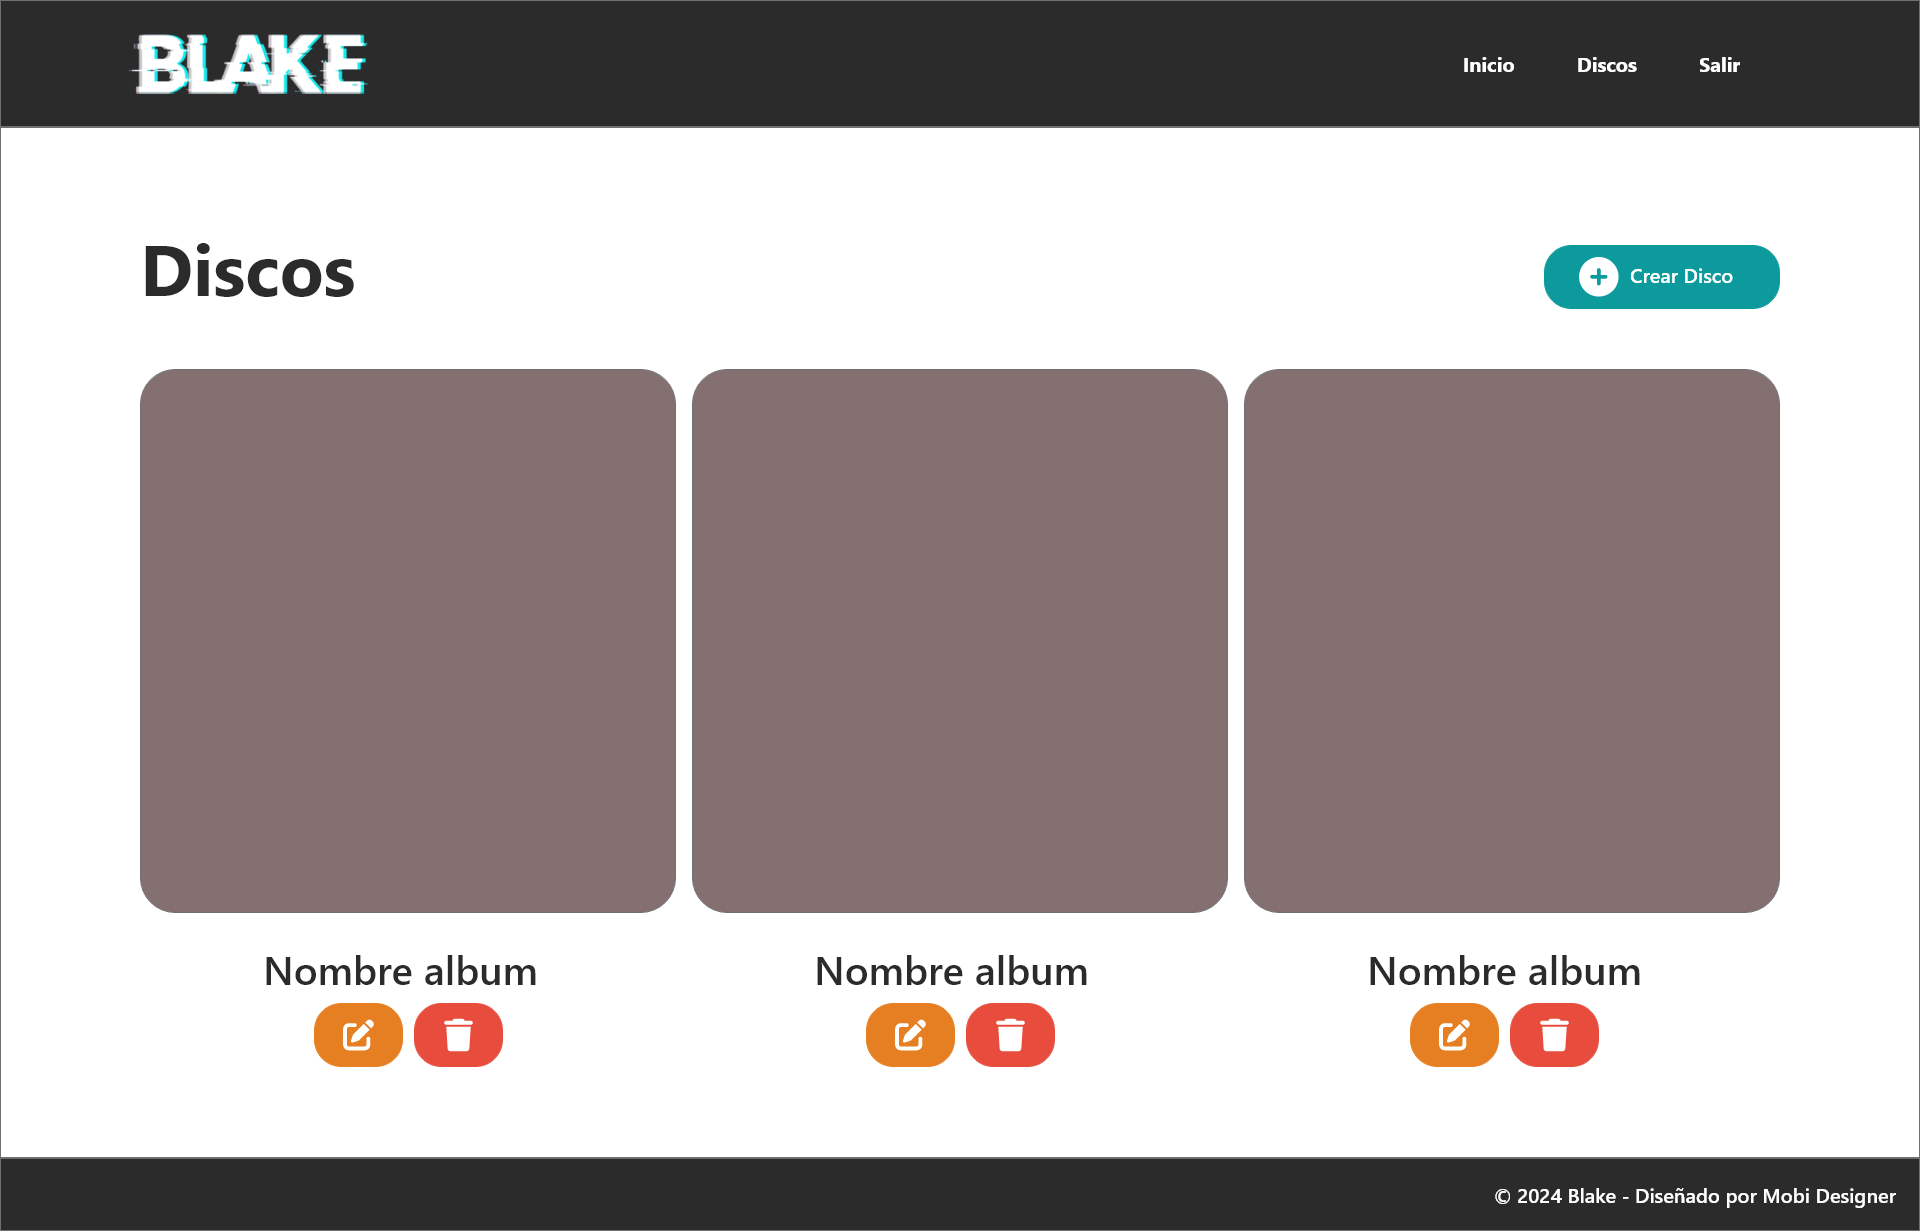 BLAKE
Inicio Discos Salir
Discos
Crear Disco
Nombre album Nombre album Nombre album
© 2024 Blake - Diseñado por Mobi Designer